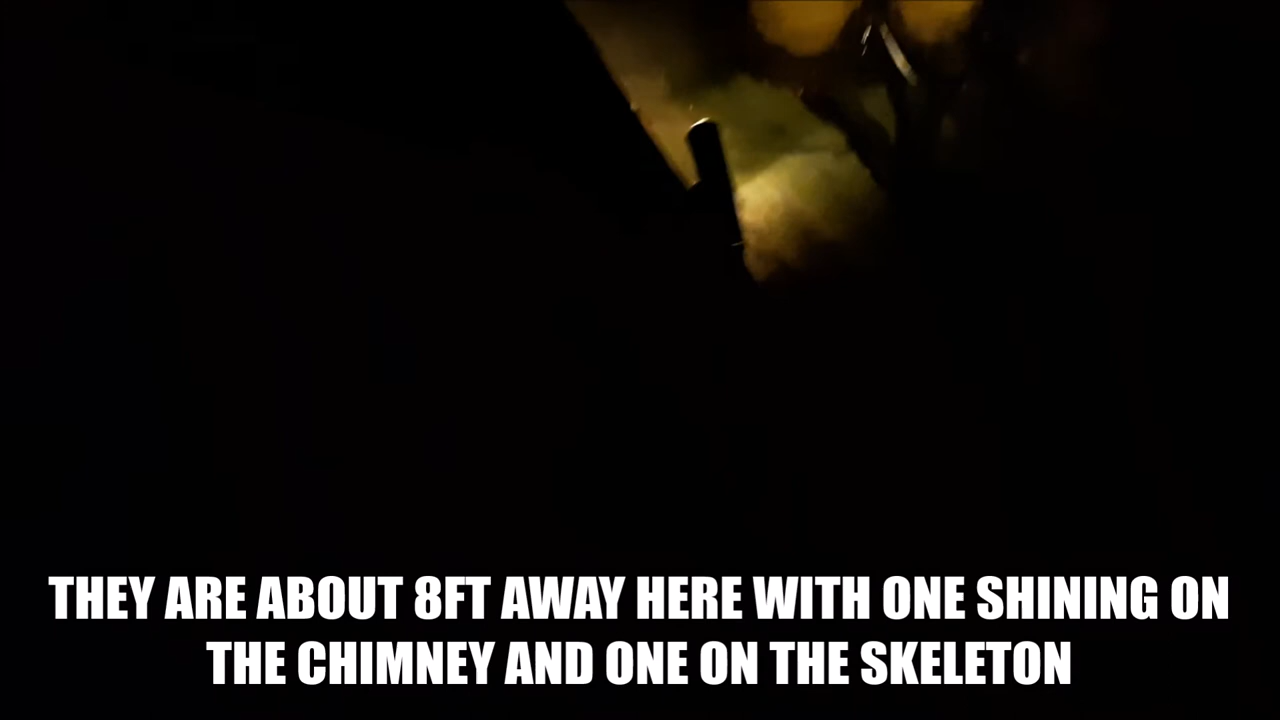 THEY ARE ABOUT 8FT AWAY HERE WITH ONE SHINING ON
THE CHIMNEY AND ONE ON THE SKELETON